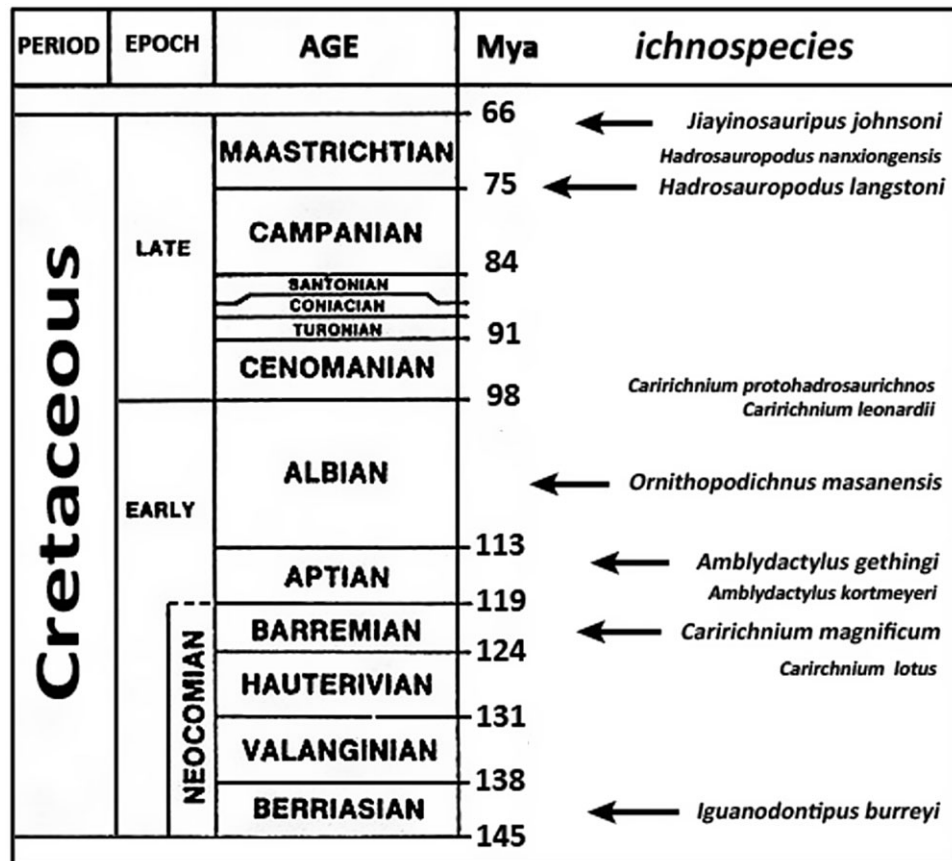 PERIOD EPOCH AGE Mya ichnospecies
66
Jiayinosauripus johnsoni
MAASTRICHTIAN
Hadrosauropodus nanxiongensis
75
Hadrosauropodus langstoni
Cretaceous
LATE
CAMPANIAN
84
SANTONIAN
CONIACIAN
TURONIAN
91
CENOMANIAN
Caririchnium protohadrosaurichnos
98
Caririchnium leonardii
EARLY
ALBIAN
Ornithopodichnus masanensis
113
Amblydactylus gethingi
APTIAN
Amblydactylus kortmeyeri
119
NEOCOMIAN
BARREMIAN
Caririchnium magnificum
124
Carirchnium lotus
HAUTERIVIAN
131
VALANGINIAN
138
BERRIASIAN
Iguanodontipus burreyi
145